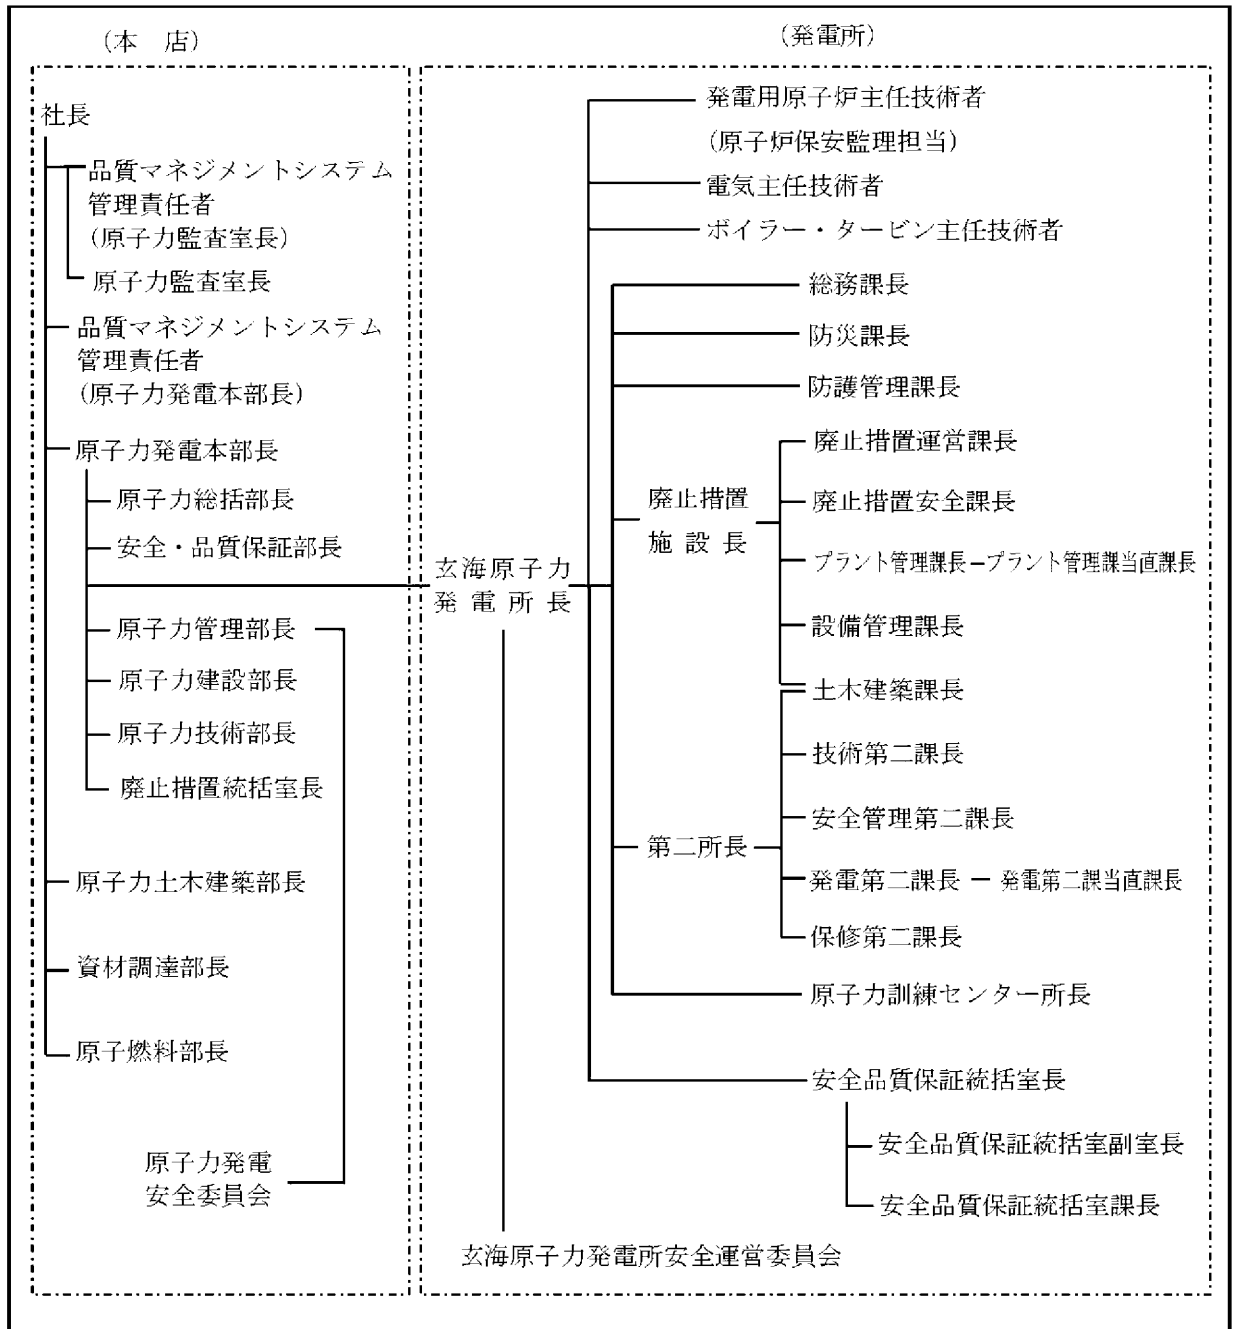 (本 店)
社長
品質マネジメントシステム
管理責任者
(原子力監査室長)
原子力監査室長
品質マネジメントシステム
管理責任者
(原子力発電本部長)
原子力発電本部長
原子力総括部長
安全・品質保証部長
原子力管理部長
原子力建設部長
原子力技術部長
廃止措置統括室長
原子力土木建築部長
資材調達部長
原子燃料部長
原子力発電
安全委員会
(発電所)
発電用原子炉主任技術者
(原子炉保安監理担当)
電気主任技術者
ボイラー・タービン主任技術者
玄海原子力
発電所長
総務課長
防災課長
防護管理課長
廃止措置
施設長
廃止措置運営課長
廃止措置安全課長
プラント管理課長ープラント管理課当直課長
設備管理課長
土木建築課長
第二所長
技術第二課長
安全管理第二課長
発電第二課長 ー 発電第二課当直課長
保修第二課長
原子力訓練センター所長
安全品質保証統括室長
安全品質保証統括室副室長
安全品質保証統括室課長
玄海原子力発電所安全運営委員会